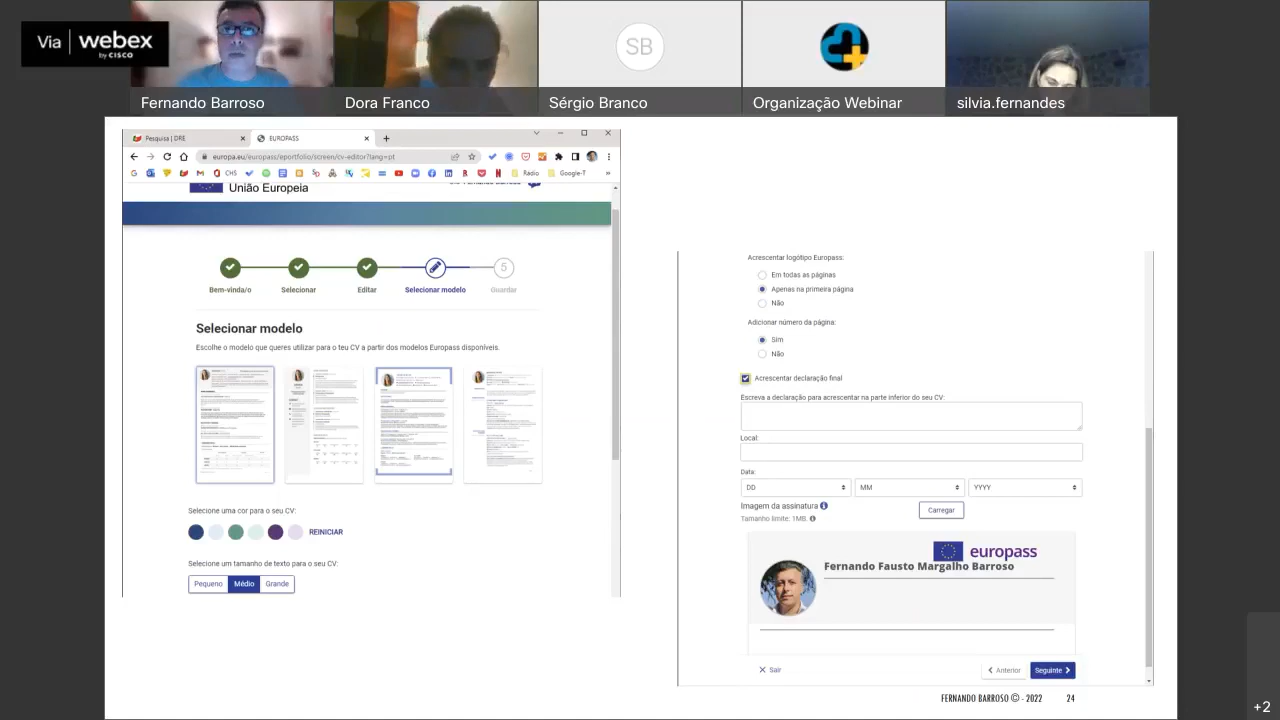 Via webex
by CISCO
SB
Fernando Barroso
Dora Franco
Sérgio Branco
Organização Webinar
silvia.fernandes
Pesquisa | DRE
EUROPASS
europa.eu/europass/eportfolio/screen/cv-editor?lang=pt
CHS
Rádio
Google-T
União Europeia
5
Bem-vinda/o
Selecionar
Editar
Selecionar modelo
Guardar
Selecionar modelo
Escolhe o modelo que queres utilizar para o teu CV a partir dos modelos Europass disponíveis.
Selecione uma cor para o seu CV:
REINICIAR
Selecione um tamanho de texto para o seu CV:
Pequeno
Médio
Grande
Acrescentar logótipo Europass:
Em todas as páginas
Apenas na primeira página
Não
Adicionar número da página:
Sim
Não
Acrescentar declaração final
Escreva a declaração para acrescentar na parte inferior do seu CV:
Local:
Data:
DD
MM
YYYY
Imagem da assinatura
Tamanho limite: 1MB.
Carregar
europass
Fernando Fausto Margalho Barroso
Sair
Anterior
Seguinte
FERNANDO BARROSO © - 2022
24
+2